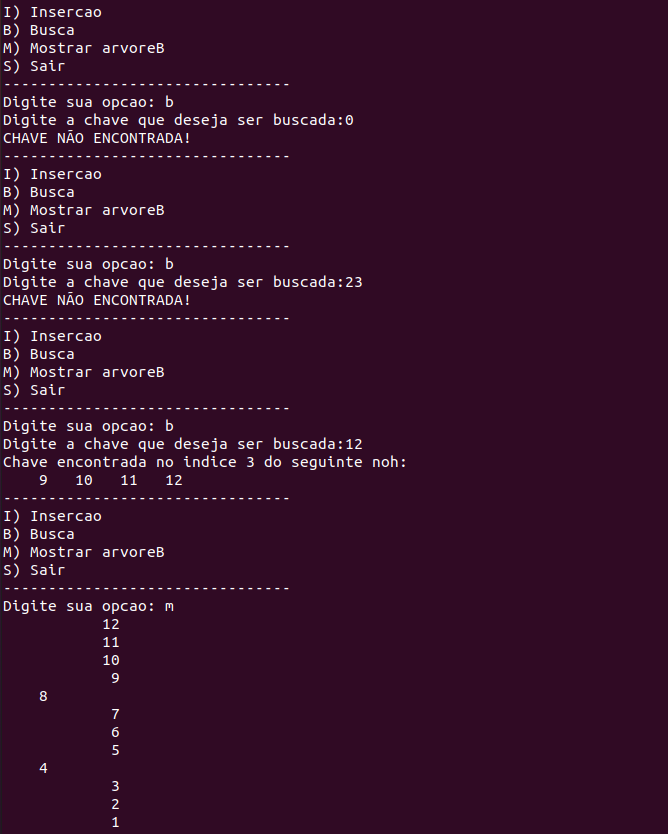 I) Insercao
B) Busca
M) Mostrar arvoreB
S) Sair
--------------------------------
Digite sua opcao: b
Digite a chave que deseja ser buscada:0
CHAVE NÃO ENCONTRADA!
--------------------------------
I) Insercao
B) Busca
M) Mostrar arvoreB
S) Sair
--------------------------------
Digite sua opcao: b
Digite a chave que deseja ser buscada:23
CHAVE NÃO ENCONTRADA!
--------------------------------
I) Insercao
B) Busca
M) Mostrar arvoreB
S) Sair
--------------------------------
Digite sua opcao: b
Digite a chave que deseja ser buscada:12
Chave encontrada no indice 3 do seguinte noh:
    9   10   11   12
--------------------------------
I) Insercao
B) Busca
M) Mostrar arvoreB
S) Sair
--------------------------------
Digite sua opcao: m
           12
           11
           10
            9
    8
            7
            6
            5
    4
            3
            2
            1